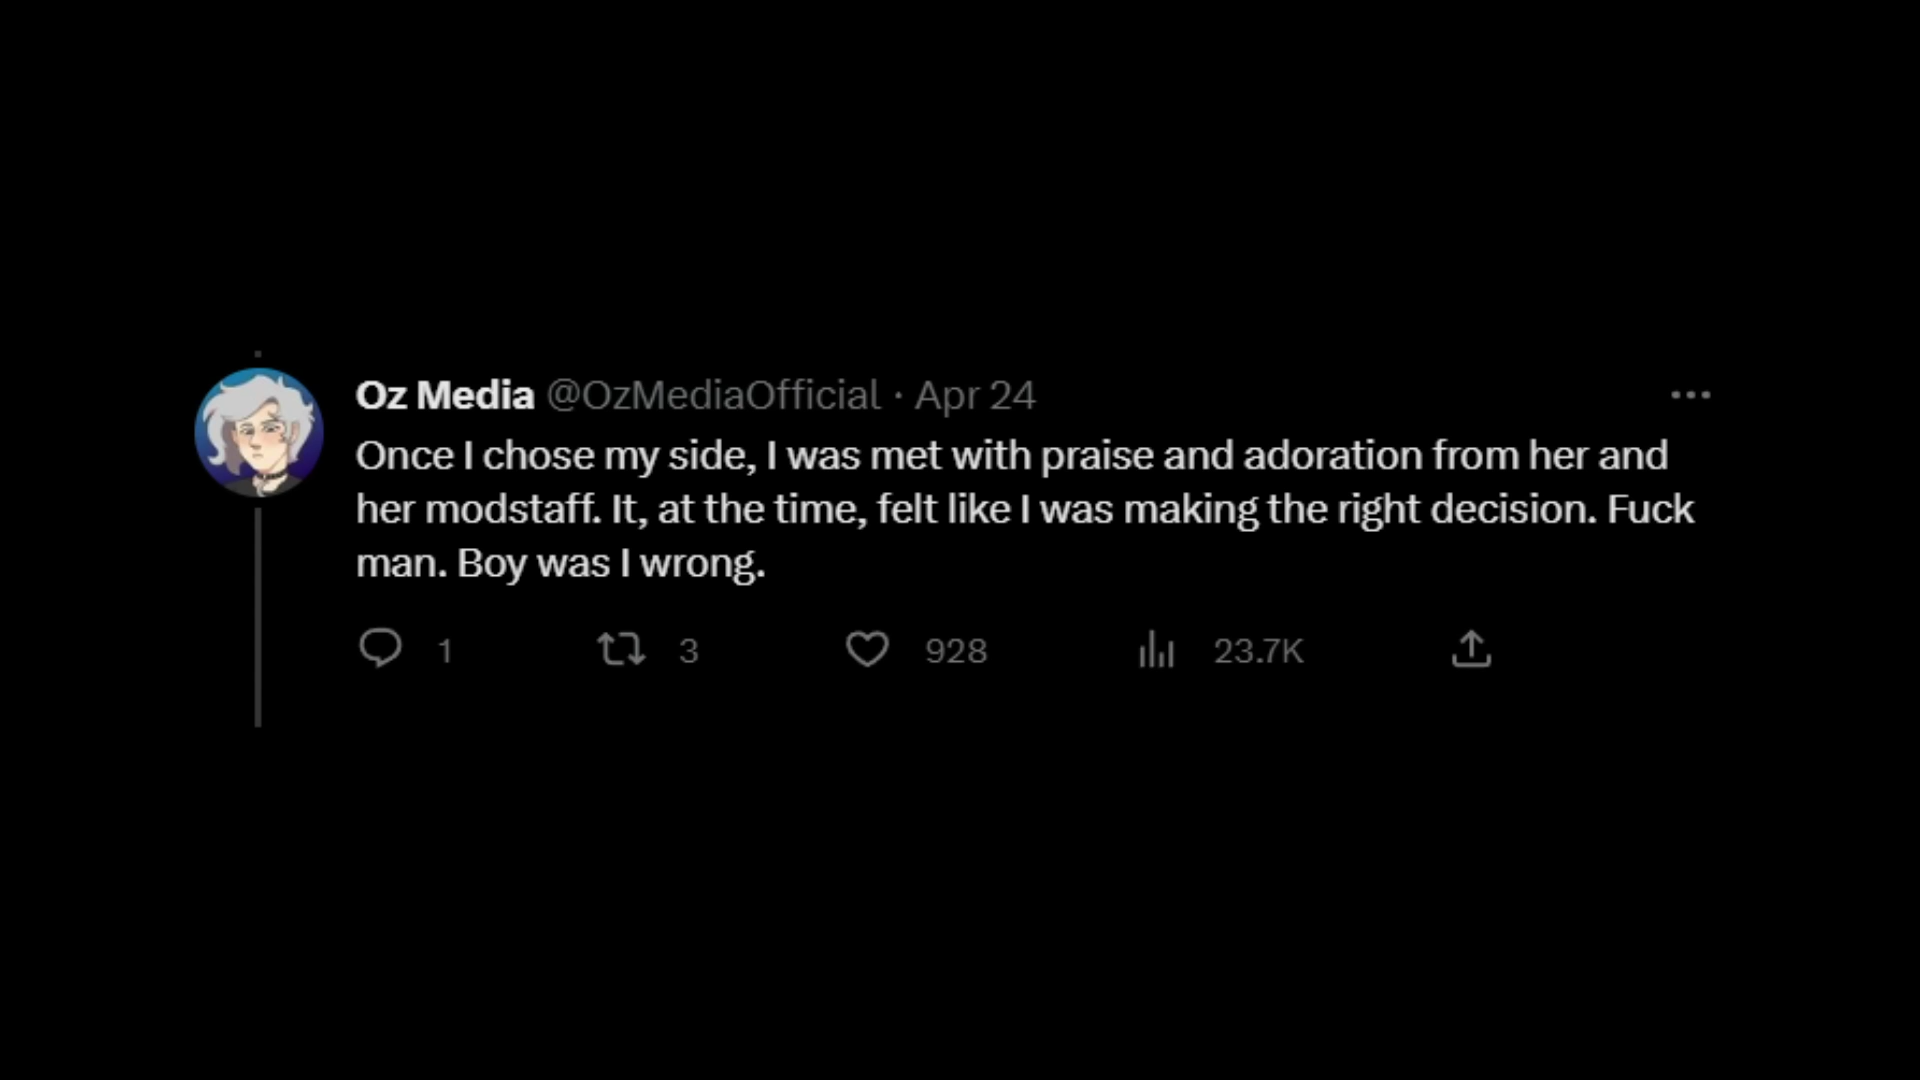 Oz Media @OzMediaOfficial · Apr 24
Once I chose my side, I was met with praise and adoration from her and
her modstaff. It, at the time, felt like I was making the right decision. Fuck
man. Boy was I wrong.
1 3 928 23.7K